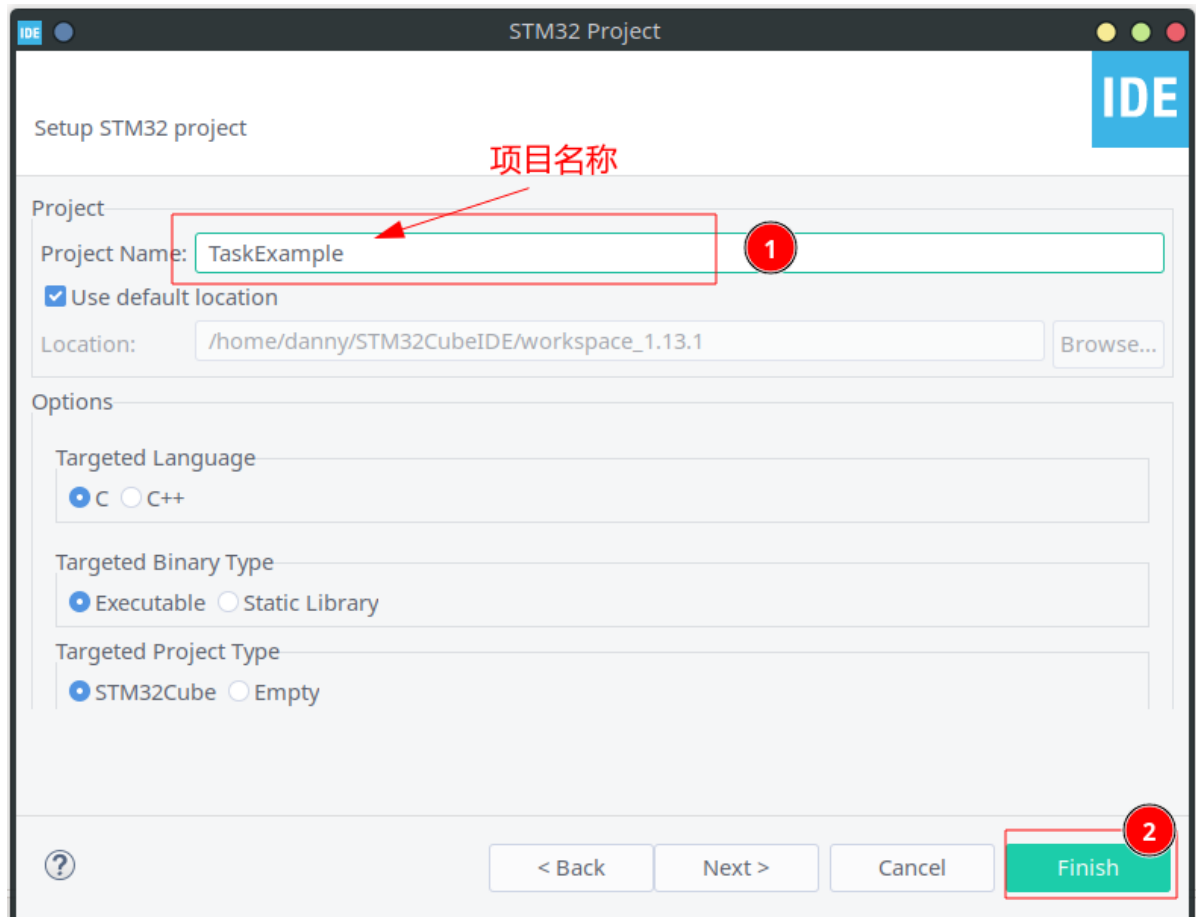 IDE
STM32 Project
IDE
Setup STM32 project
项目名称
Project
Project Name: TaskExample
1
Use default location
Location: /home/danny/STM32CubeIDE/workspace_1.13.1 Browse...
Options
Targeted Language
C C++
Targeted Binary Type
Executable Static Library
Targeted Project Type
STM32Cube Empty
2
? < Back Next > Cancel Finish